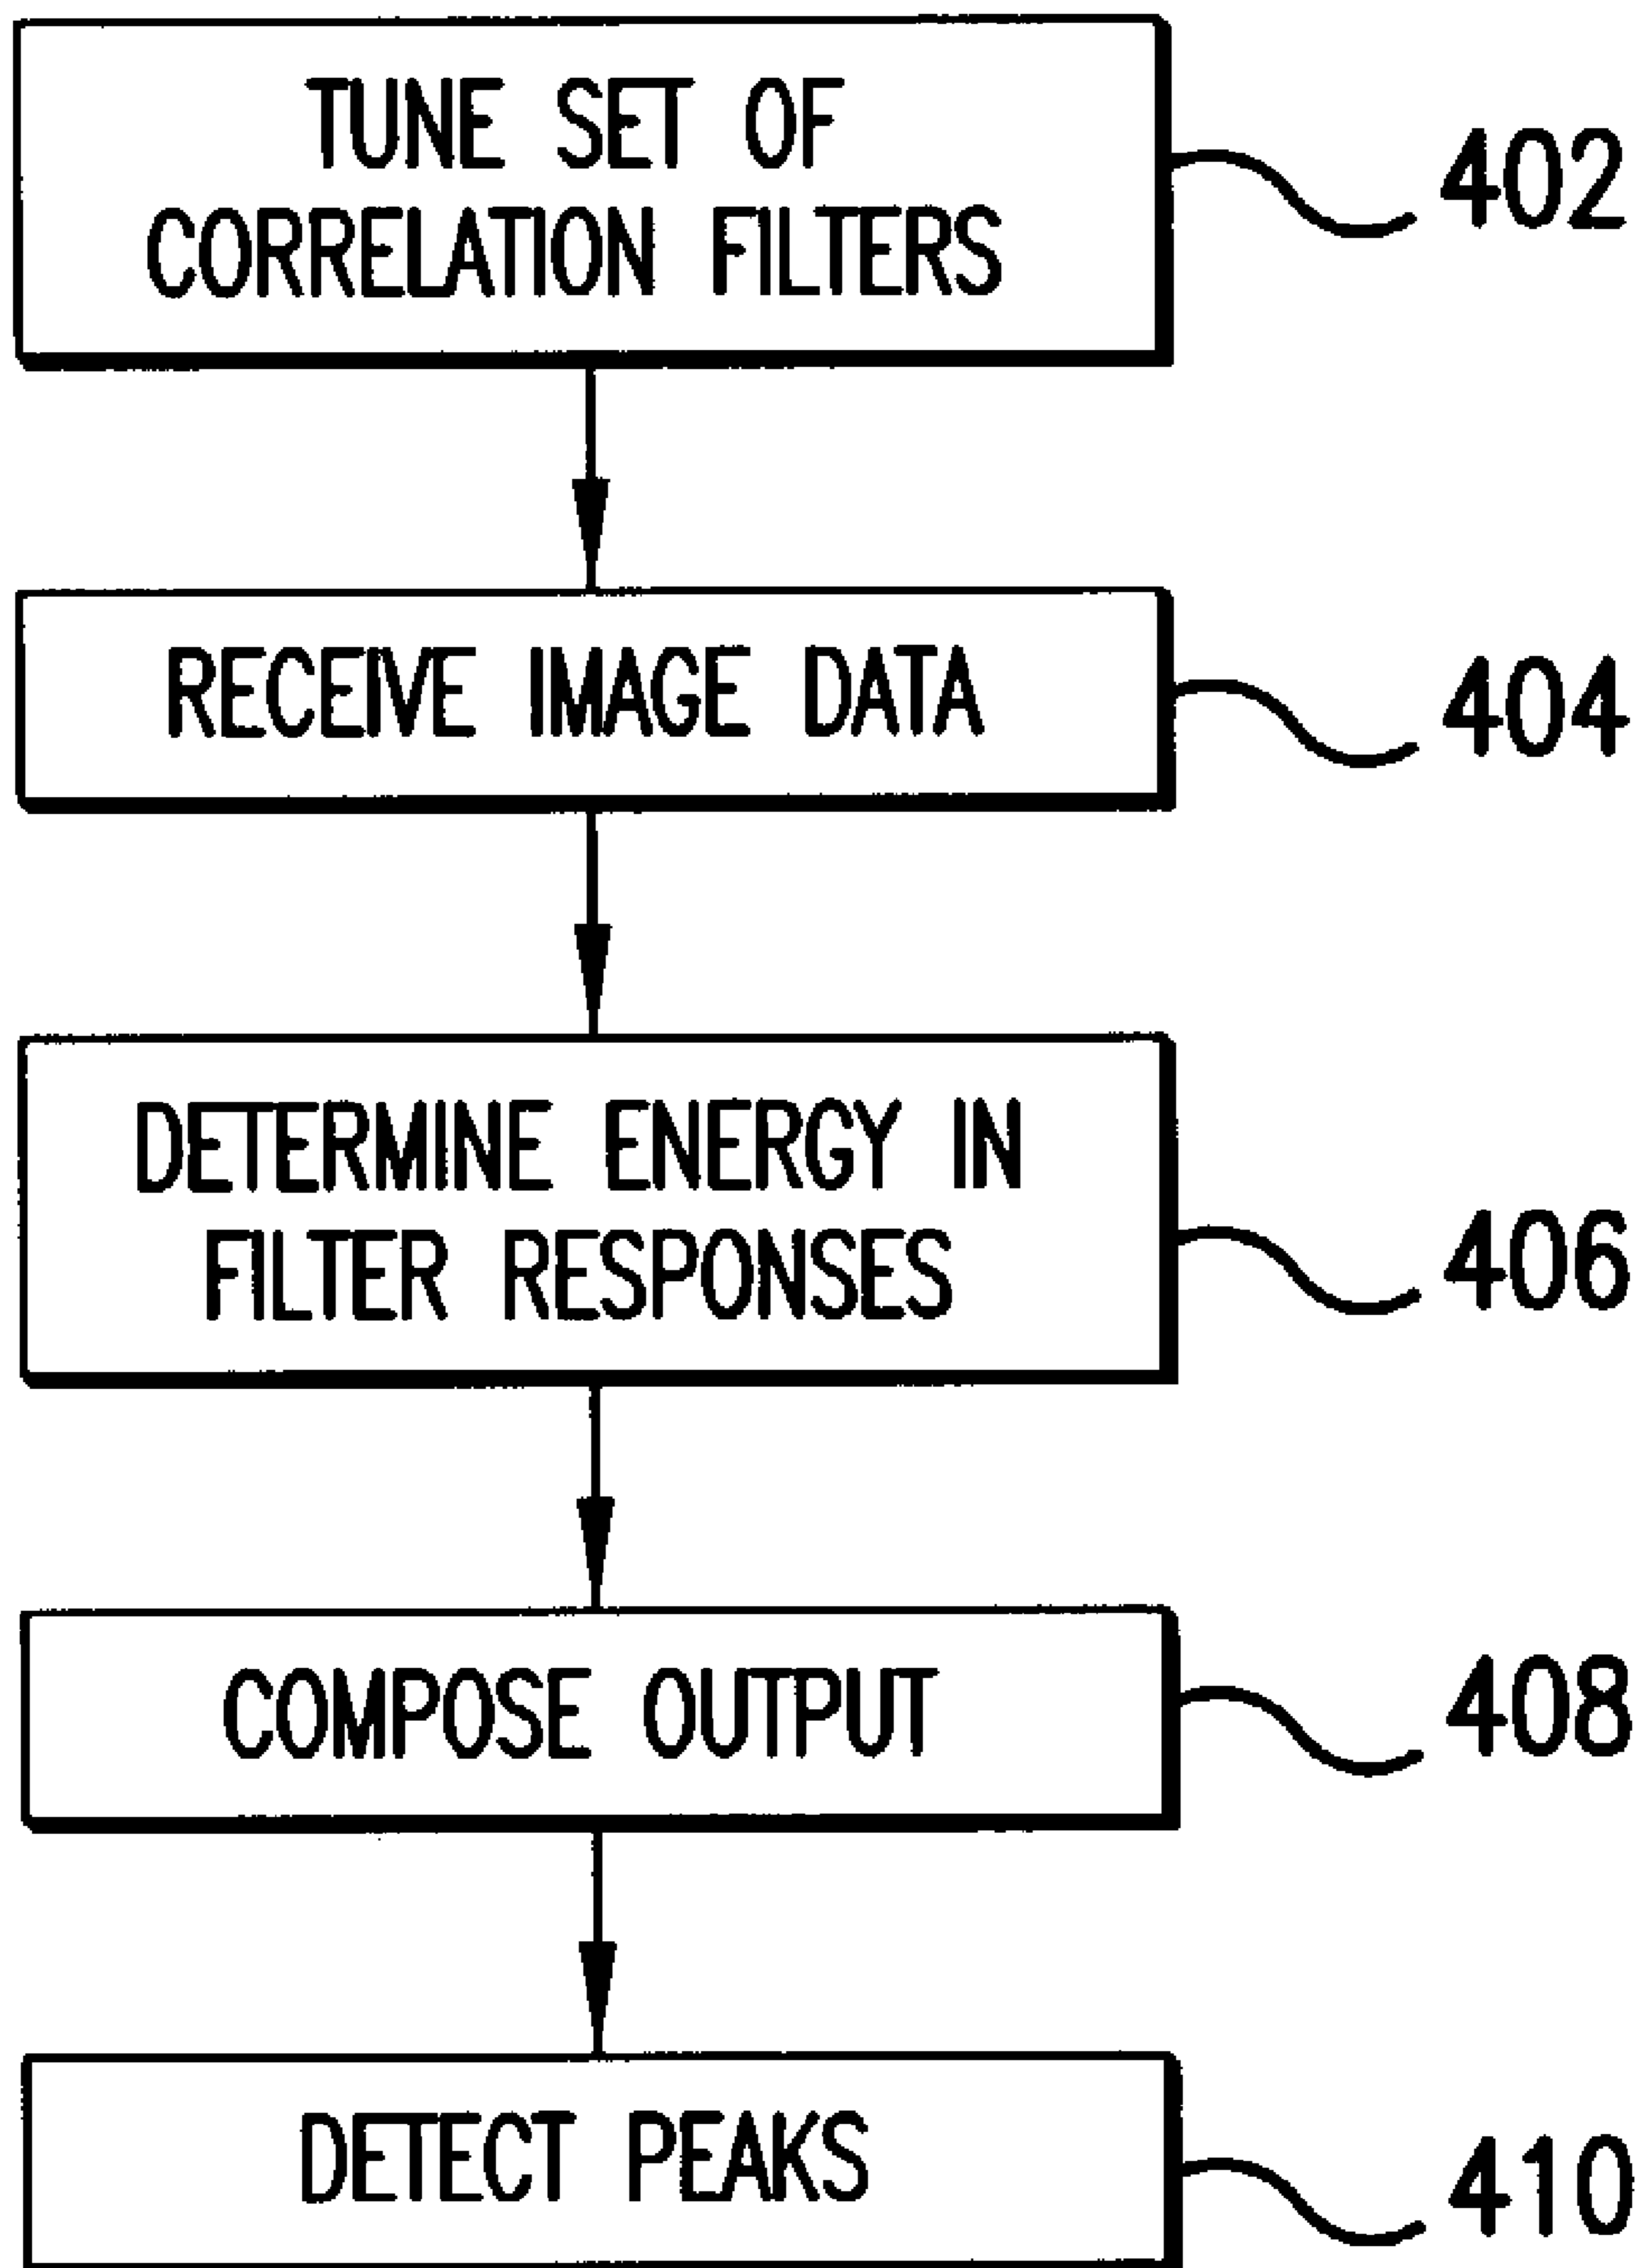 TUNE SET OF
CORRELATION FILTERS
402
RECEIVE IMAGE DATA
404
DETERMINE ENERGY IN
FILTER RESPONSES
406
COMPOSE OUTPUT
408
DETECT PEAKS
410